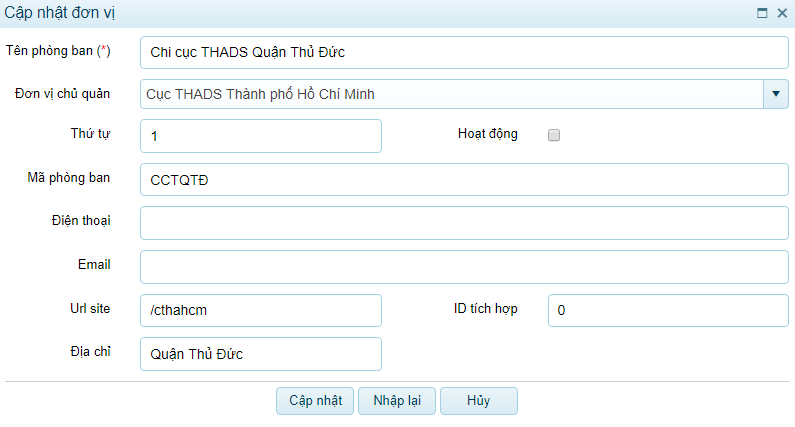 Cập nhật đơn vị
Tên phòng ban (*) Chi cục THADS Quận Thủ Đức
Đơn vị chủ quản Cục THADS Thành phố Hồ Chí Minh
Thứ tự 1 Hoạt động
Mã phòng ban CCTQTĐ
Điện thoại
Email
Url site /cthahcm ID tích hợp 0
Địa chỉ Quận Thủ Đức
Cập nhật Nhập lại Hủy